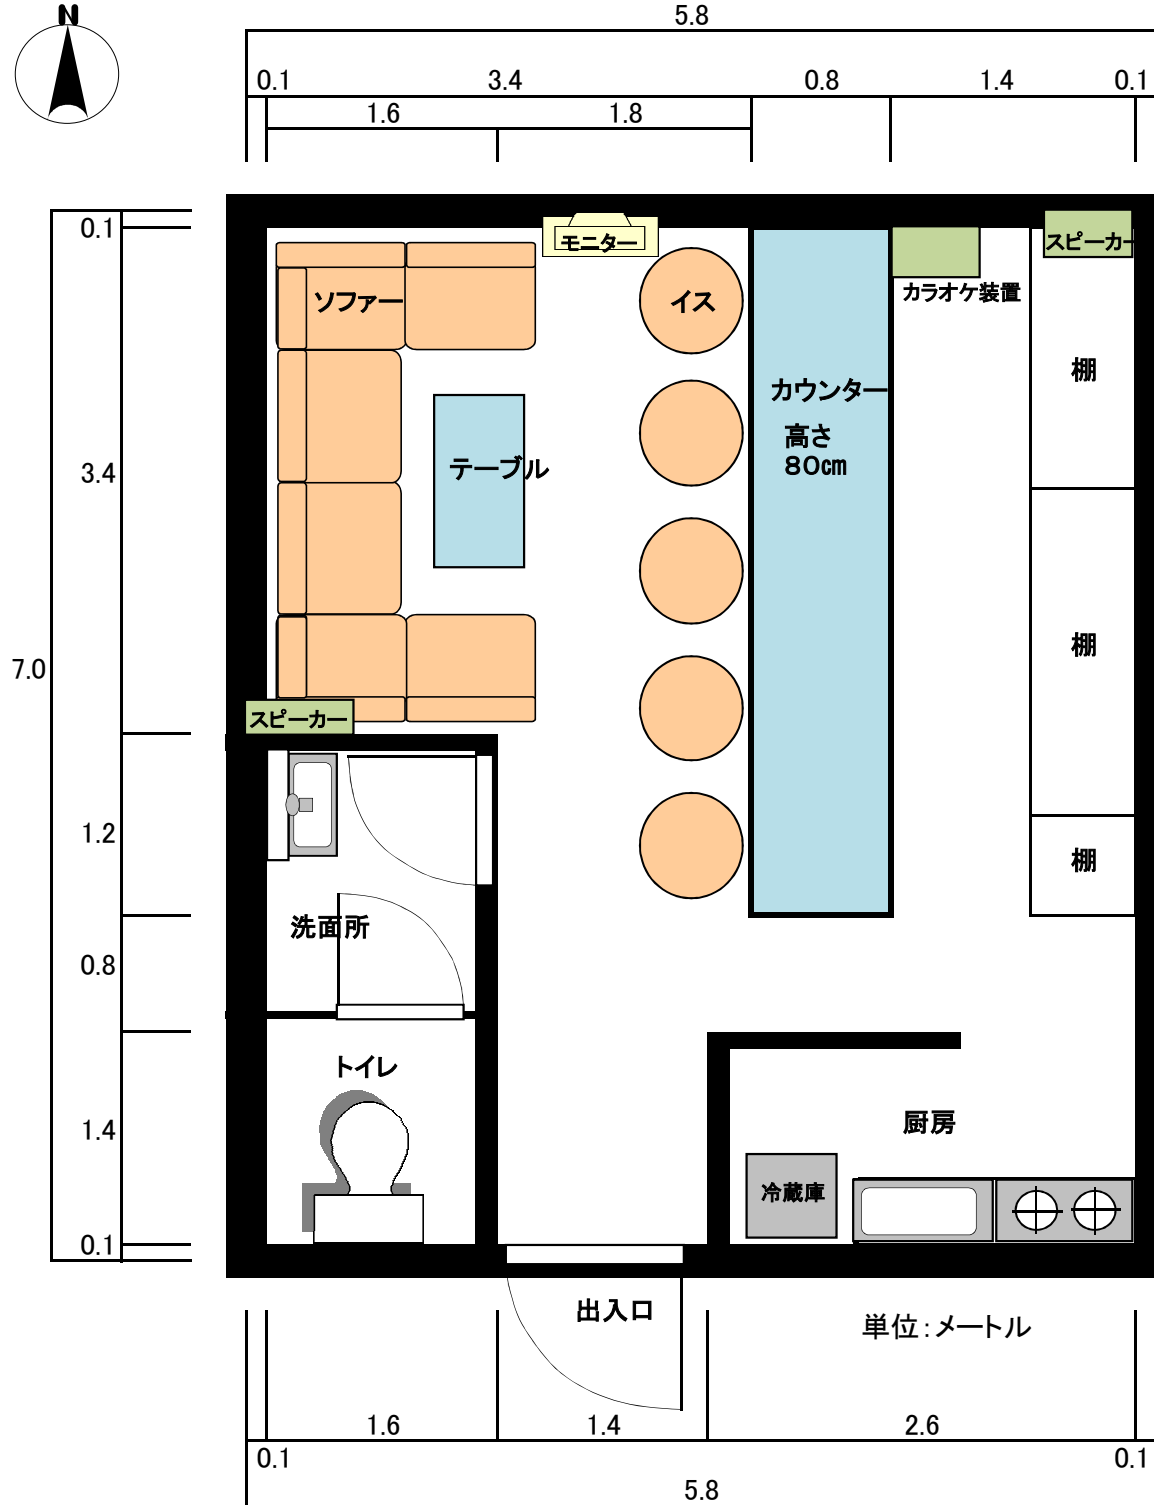 N
5.8
0.1
3.4
0.8
1.4
0.1
1.6
1.8
0.1
3.4
7.0
1.2
0.8
1.4
0.1
モニター
スピーカー
ソファー
イス
カラオケ装置
カウンター
高さ
80㎝
棚
テーブル
棚
スピーカー
棚
洗面所
トイレ
厨房
冷蔵庫
出入口
単位:メートル
1.6
1.4
2.6
0.1
0.1
5.8